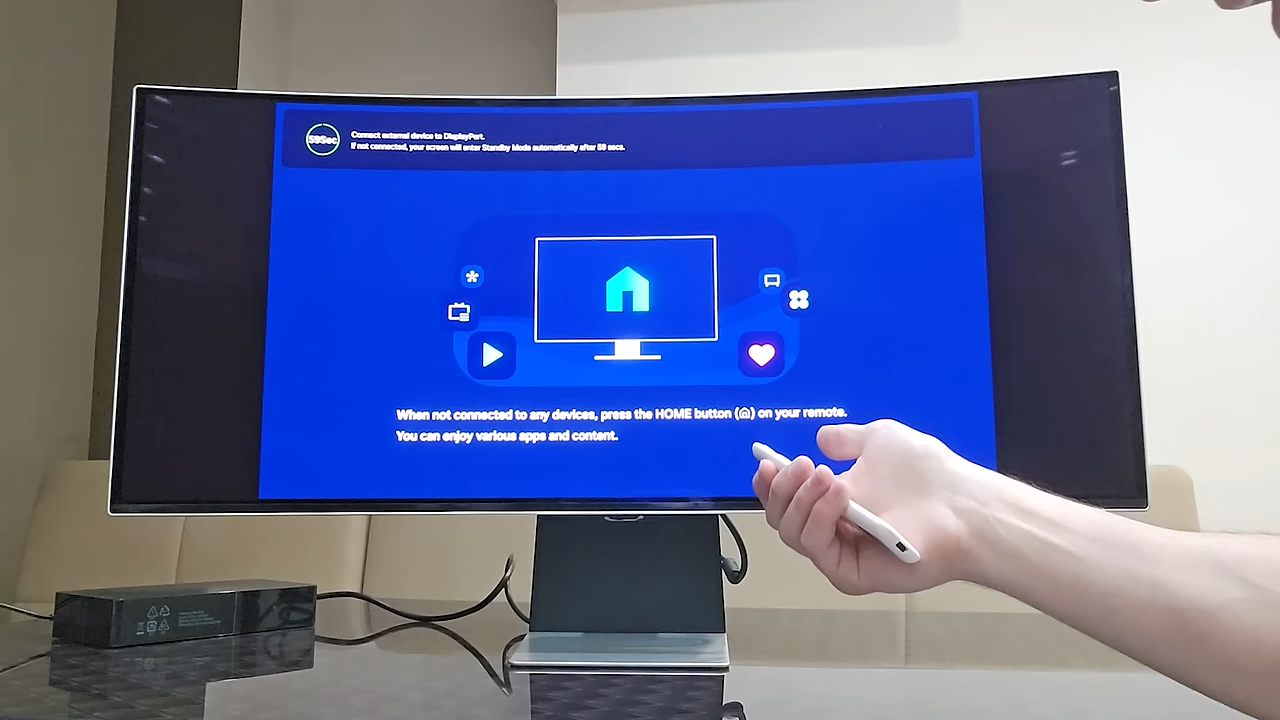 59Sec
Connect external device to DisplayPort.
If not connected, your screen will enter Standby Mode automatically after 59 secs.
When not connected to any devices, press the HOME button () on your remote.
You can enjoy various apps and content.